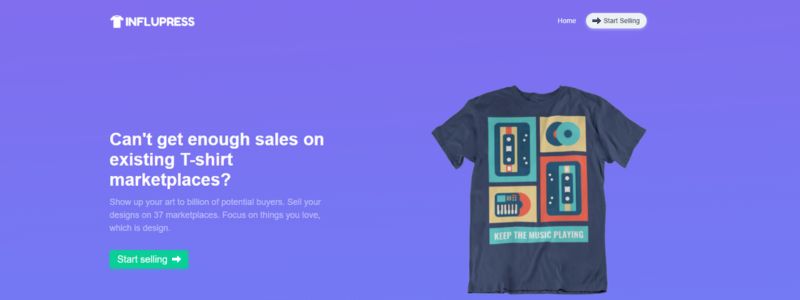 INFLUPRESS
Home
Start Selling
Can't get enough sales on
existing T-shirt
marketplaces?
Show up your art to billion of potential buyers. Sell your
designs on 37 marketplaces. Focus on things you love,
which is design.
Start selling
KEEP THE MUSIC PLAYING